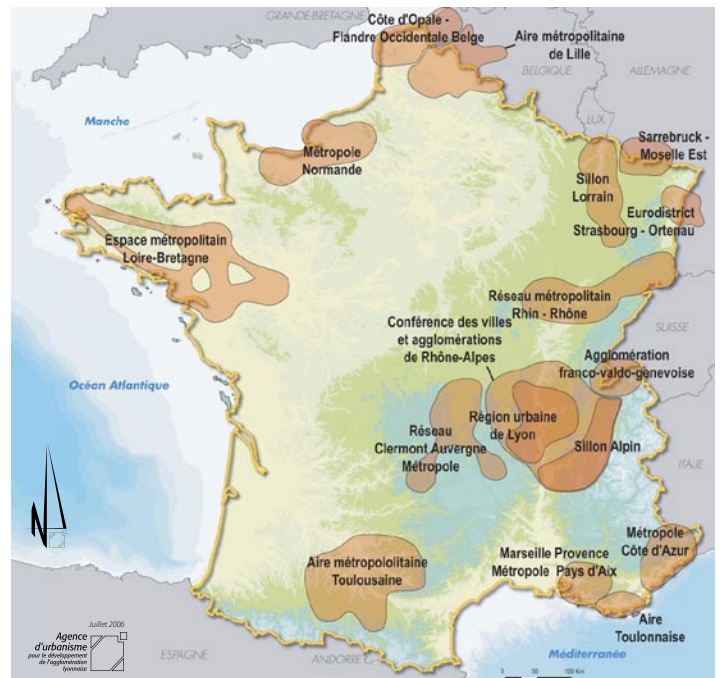 GRANDE-BRETAGNE
Côte d'Opale -
Flandre Occidentale Belge
Aire métropolitaine
de Lille
BELGIQUE
ALLEMAGNE
Manche
LUX.
Sarrebruck -
Moselle Est
Métropole
Normande
Sillon
Lorrain
Eurodistrict
Strasbourg - Ortenau
Espace métropolitain
Loire-Bretagne
Réseau métropolitain
Rhin - Rhône
Conférence des villes
et agglomérations
de Rhône-Alpes
SUISSE
Agglomération
franco-valdo-genevoise
Océan Atlantique
Région urbaine
de Lyon
Réseau
Clermont Auvergne
Métropole
Sillon Alpin
ITALIE
N
Métropole
Côte d'Azur
Marseille Provence
Métropole Pays d'Aix
Aire métropololitaine
Toulousaine
Aire
Toulonnaise
Juillet 2006
Agence
d'urbanisme
pour le développement
de l'agglomération
lyonnaise
ESPAGNE
ANDORRE
Méditerranée
50 100 Km